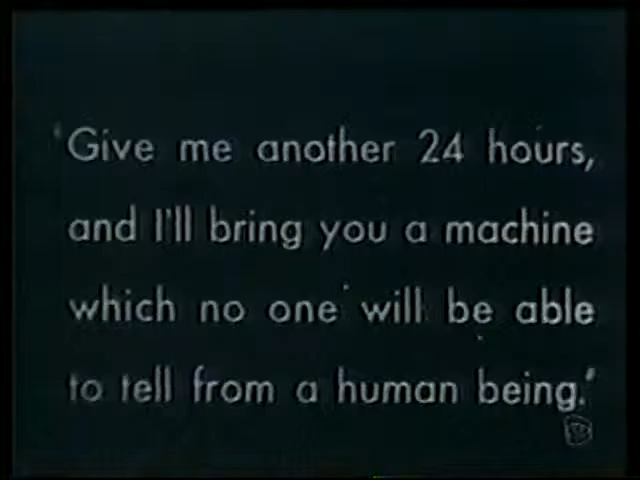 'Give me another 24 hours,
and I'll bring you a machine
which no one will be able
to tell from a human being.'